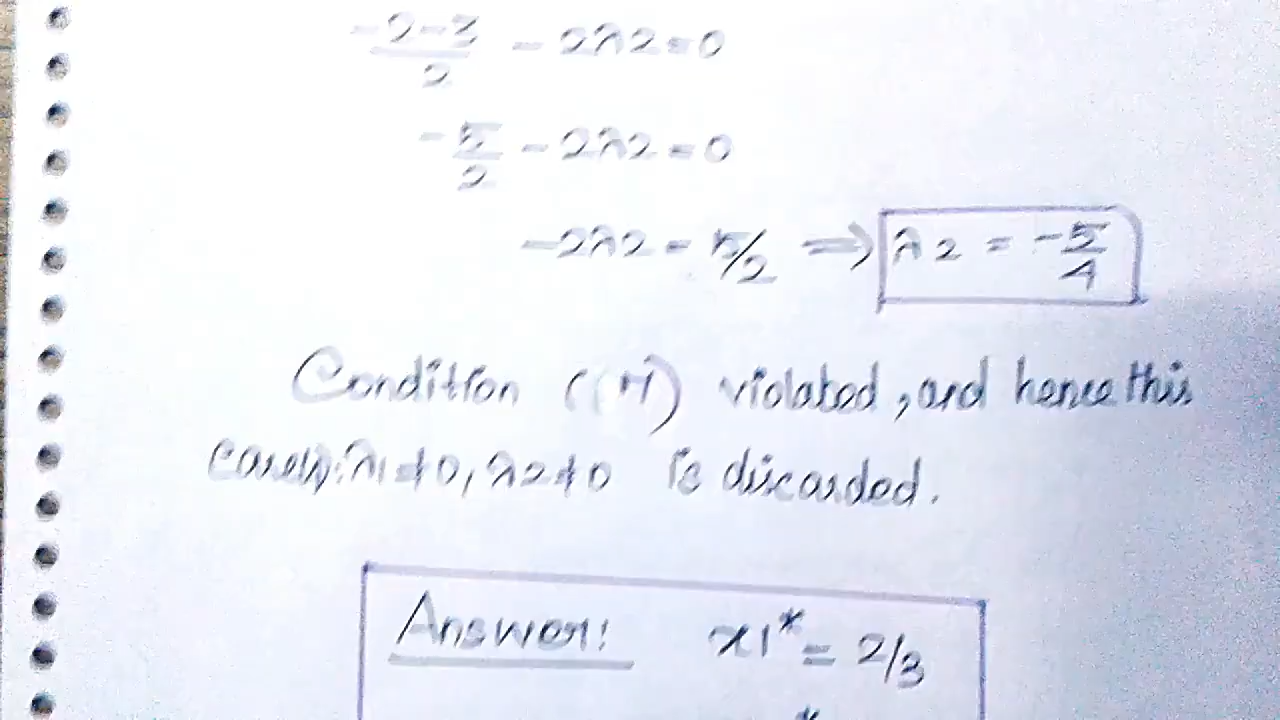 -2-3/2 - 2λ2 = 0
-5/2 - 2λ2 = 0
-2λ2 = 5/2 ⇒ λ2 = -5/4
Condition violated, and hence this
λ1 ≠ 0, λ2 ≠ 0 is discarded.
Answer: x1* = 2/3